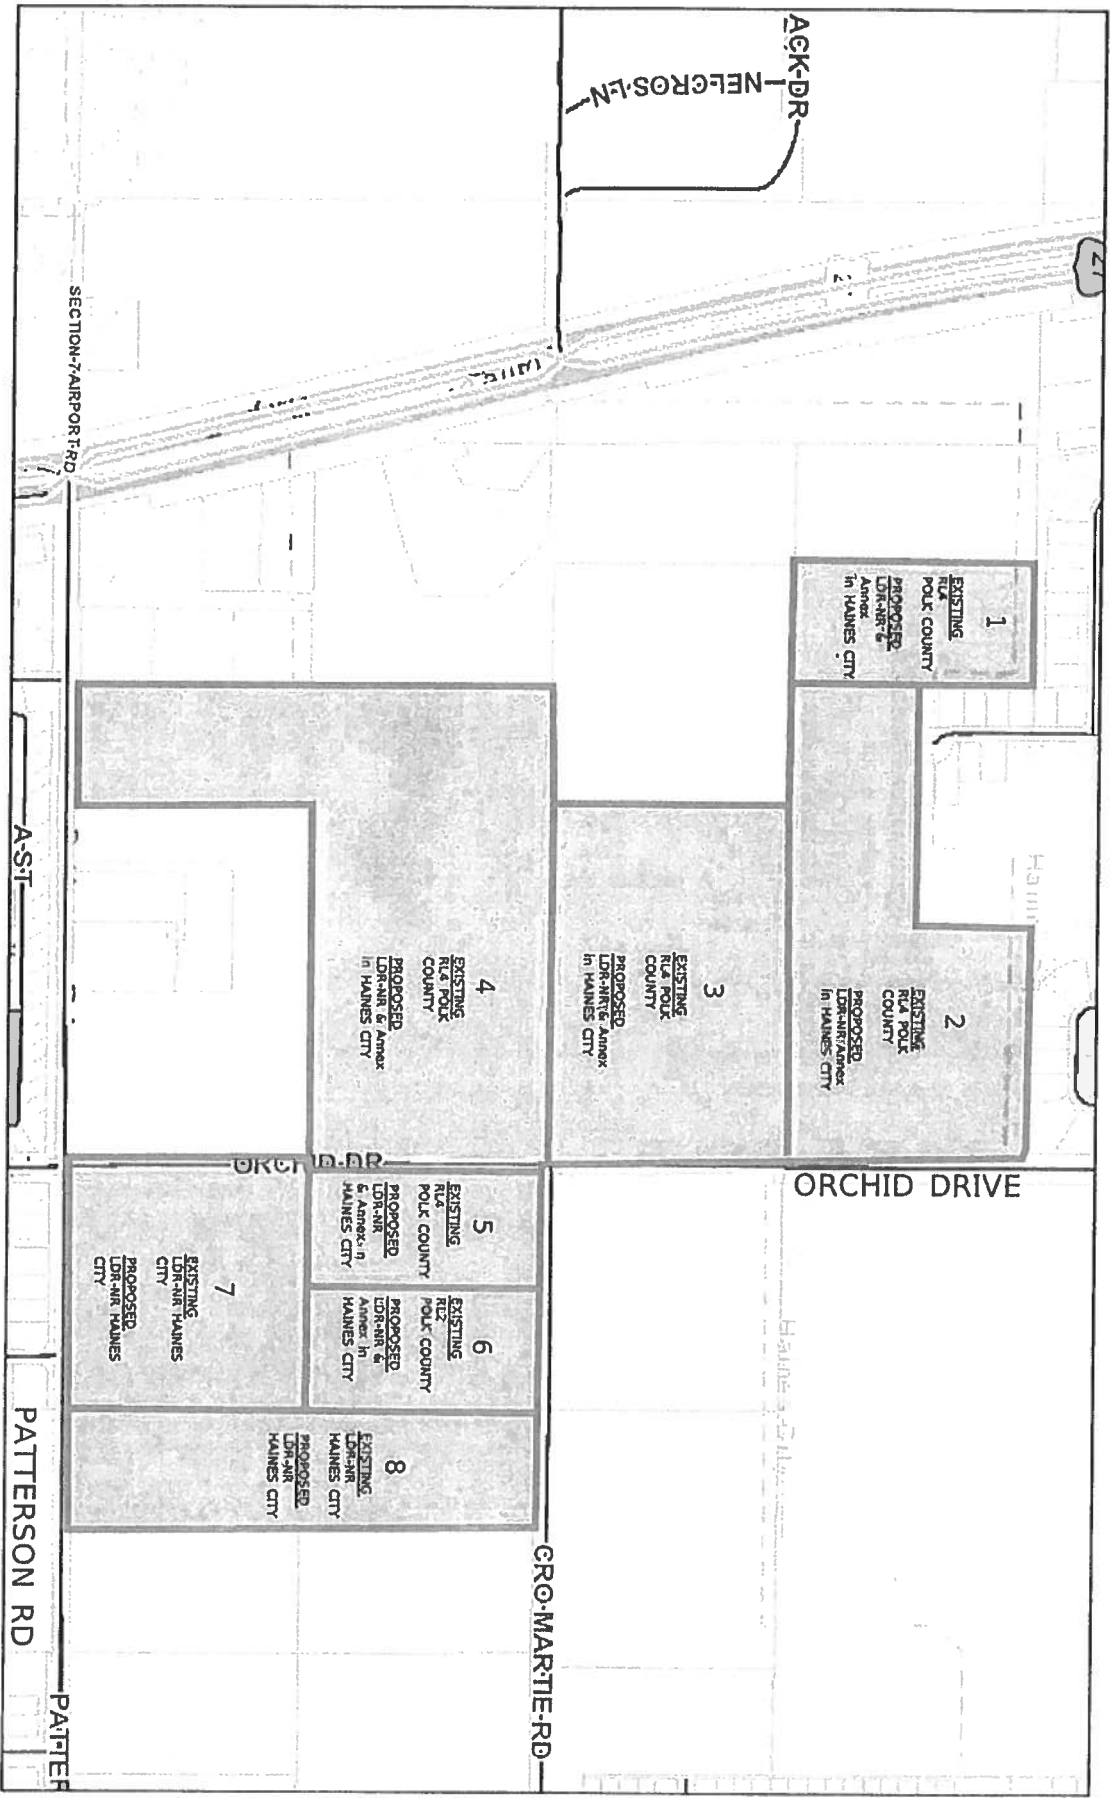 ACK-DR
NELCROS-LN
27
SECTION-7-AIRPORT-RD
1
EXISTING
RL4
POLK COUNTY
PROPOSED
LDR-NR &
Annex
in HAINES CITY
2
EXISTING
RL4 POLK
COUNTY
PROPOSED
LDR-NR/Annex
in HAINES CITY
3
EXISTING
RL4 POLK
COUNTY
PROPOSED
LDR-NR & Annex
in HAINES CITY
4
EXISTING
RL4 POLK
COUNTY
PROPOSED
LDR-NR & Annex
in HAINES CITY
ORCHID DRIVE
ORCHID-DR
5
EXISTING
RL4
POLK COUNTY
PROPOSED
LDR-NR
& Annex in
HAINES CITY
6
EXISTING
RL2
POLK COUNTY
PROPOSED
LDR-NR &
Annex in
HAINES CITY
7
EXISTING
LDR-NR HAINES
CITY
PROPOSED
LDR-NR HAINES
CITY
8
EXISTING
LDR-NR
HAINES CITY
PROPOSED
LDR-NR
HAINES CITY
CRO-MARTIE-RD
A-ST
PATTERSON RD
PATTER